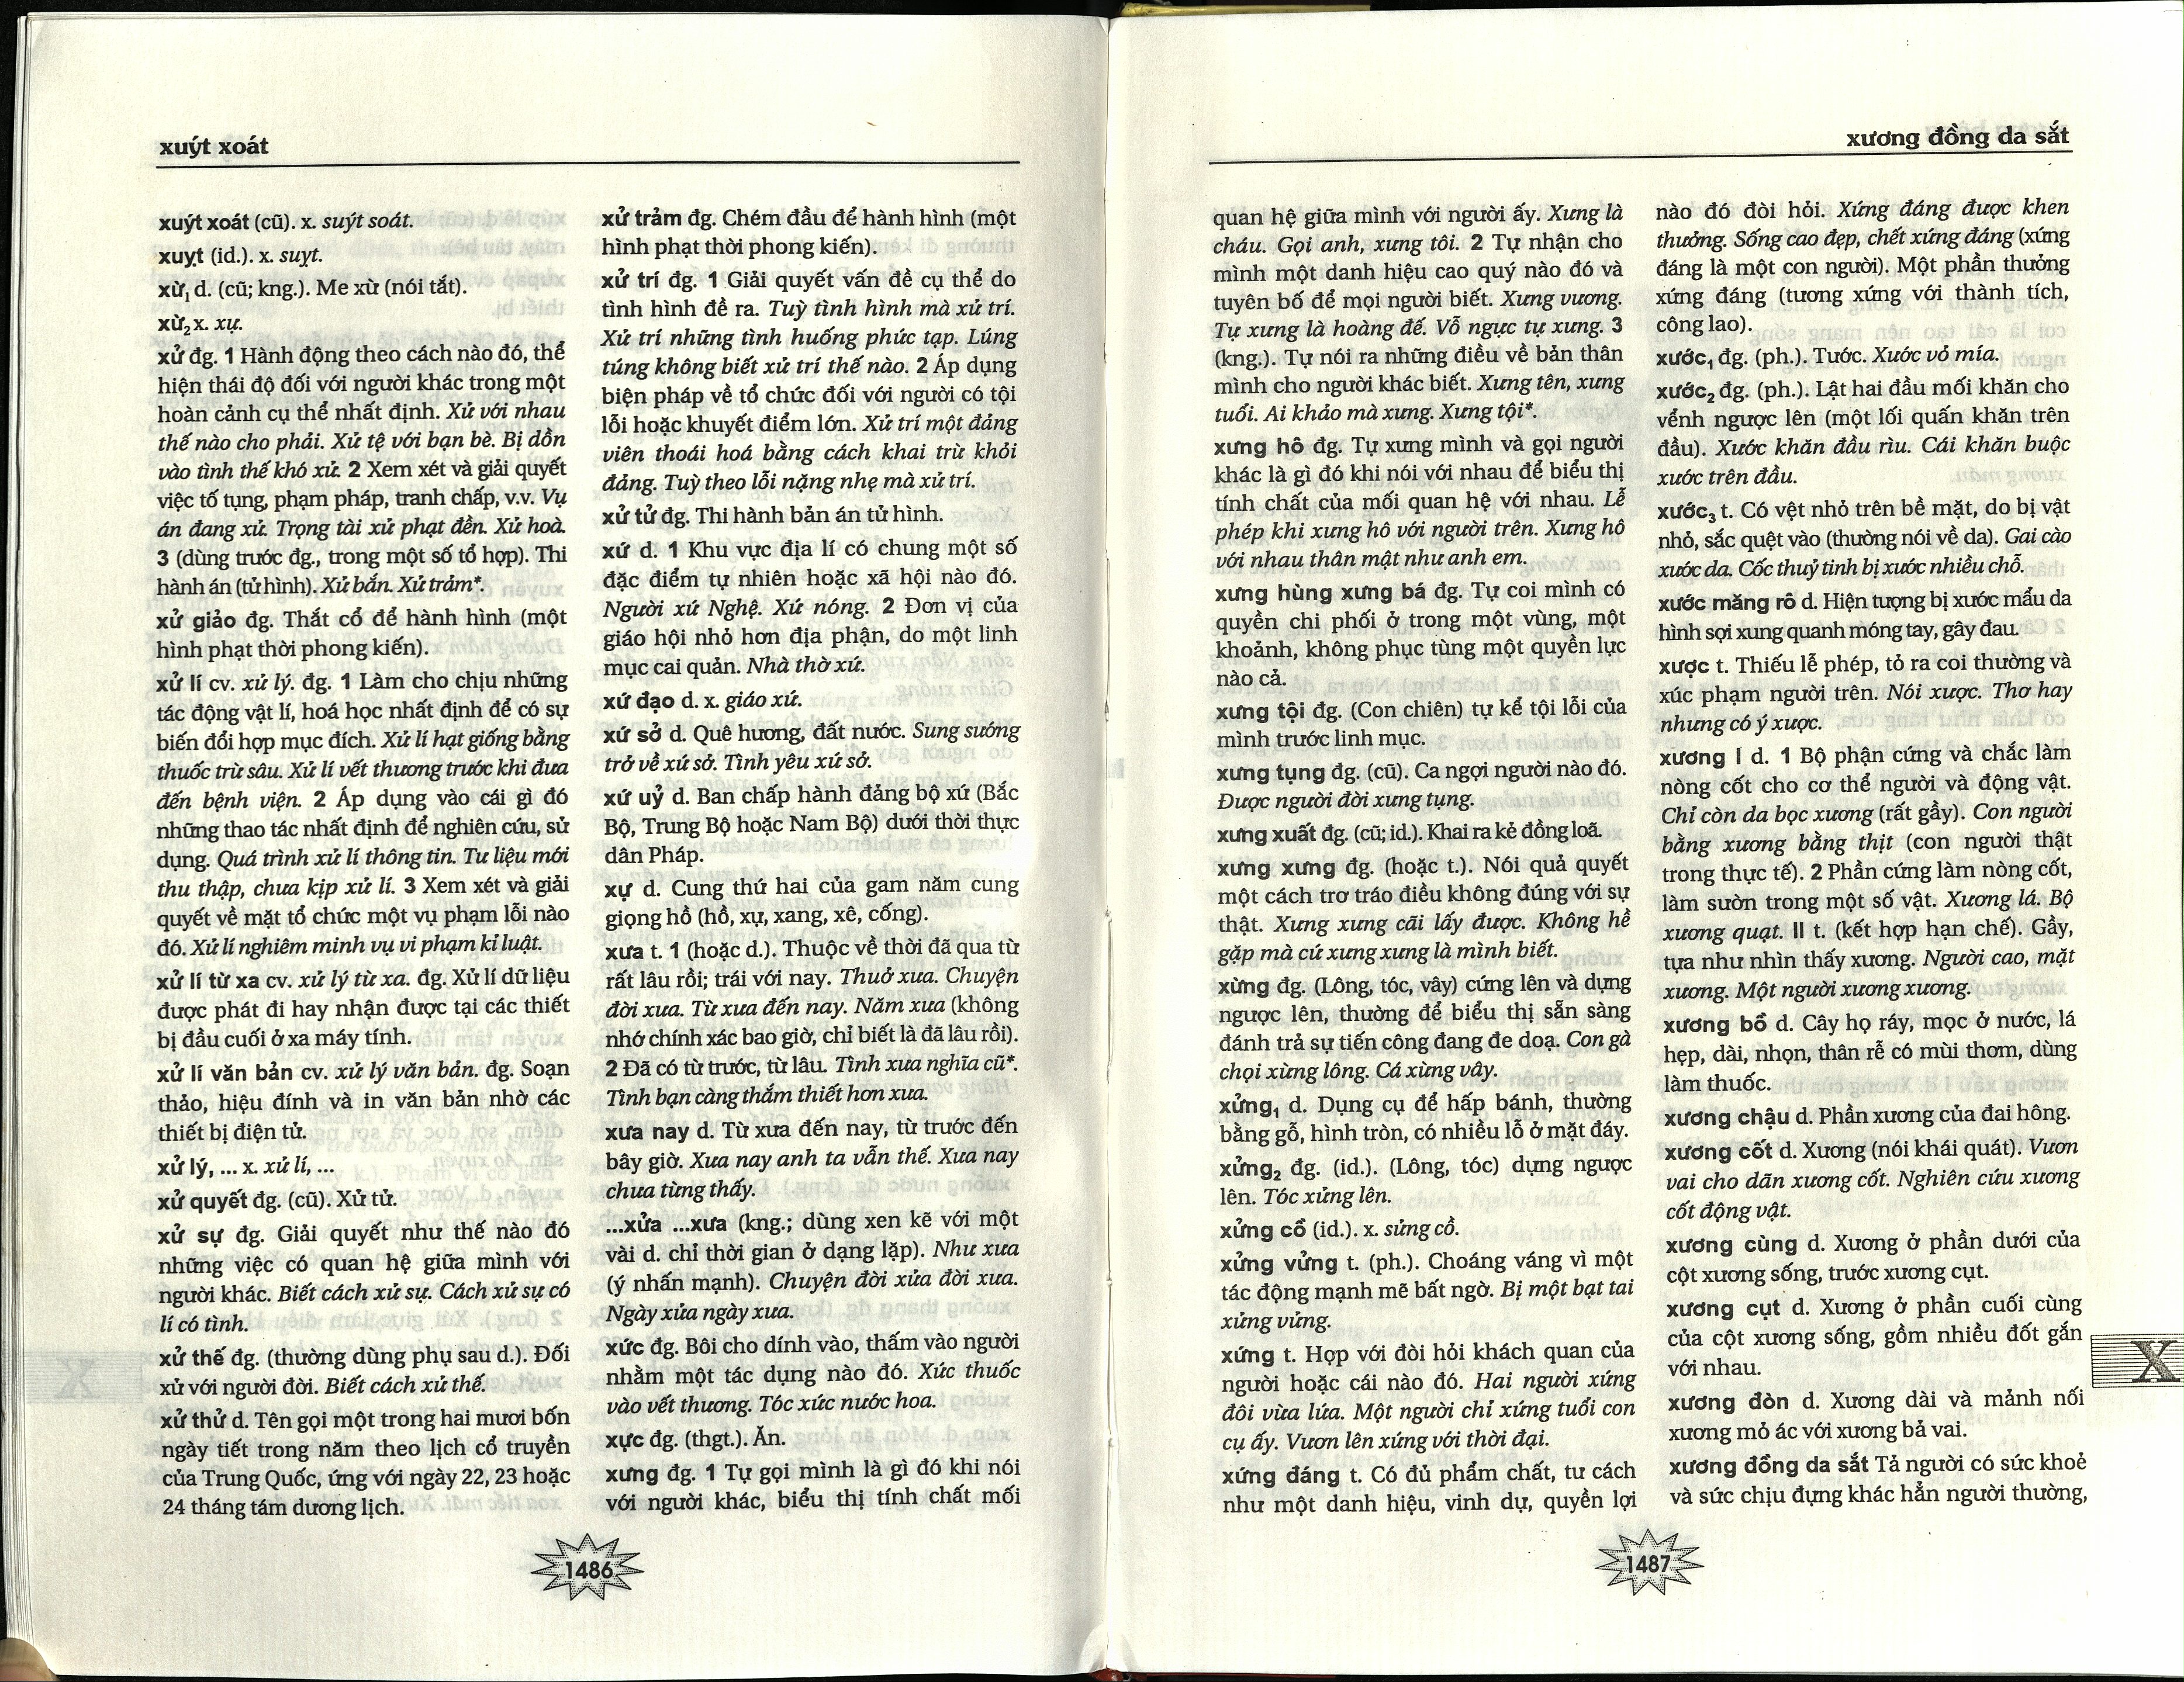 xuýt xoát
xuýt xoát (cũ). x. suýt soát.
xuỵt (id.). x. suỵt.
xừ₁ d. (cũ; kng.). Me xừ (nói tắt).
xừ₂ x. xự.
xử đg. 1 Hành động theo cách nào đó, thể
hiện thái độ đối với người khác trong một
hoàn cảnh cụ thể nhất định. Xử với nhau
thế nào cho phải. Xử tệ với bạn bè. Bị dồn
vào tình thế khó xử. 2 Xem xét và giải quyết
việc tố tụng, phạm pháp, tranh chấp, v.v. Vụ
án đang xử. Trọng tài xử phạt đền. Xử hoà.
3 (dùng trước đg., trong một số tổ hợp). Thi
hành án (tử hình). Xử bắn. Xử trảm*.
xử giảo đg. Thắt cổ để hành hình (một
hình phạt thời phong kiến).
xử lí cv. xử lý. đg. 1 Làm cho chịu những
tác động vật lí, hoá học nhất định để có sự
biến đổi hợp mục đích. Xử lí hạt giống bằng
thuốc trừ sâu. Xử lí vết thương trước khi đưa
đến bệnh viện. 2 Áp dụng vào cái gì đó
những thao tác nhất định để nghiên cứu, sử
dụng. Quá trình xử lí thông tin. Tư liệu mới
thu thập, chưa kịp xử lí. 3 Xem xét và giải
quyết về mặt tổ chức một vụ phạm lỗi nào
đó. Xử lí nghiêm minh vụ vi phạm kỉ luật.
xử lí từ xa cv. xử lý từ xa. đg. Xử lí dữ liệu
được phát đi hay nhận được tại các thiết
bị đầu cuối ở xa máy tính.
xử lí văn bản cv. xử lý văn bản. đg. Soạn
thảo, hiệu đính và in văn bản nhờ các
thiết bị điện tử.
xử lý, ... x. xử lí, ...
xử quyết đg. (cũ). Xử tử.
xử sự đg. Giải quyết như thế nào đó
những việc có quan hệ giữa mình với
người khác. Biết cách xử sự. Cách xử sự có
lí có tình.
xử thế đg. (thường dùng phụ sau d.). Đối
xử với người đời. Biết cách xử thế.
xử thử d. Tên gọi một trong hai mươi bốn
ngày tiết trong năm theo lịch cổ truyền
của Trung Quốc, ứng với ngày 22, 23 hoặc
24 tháng tám dương lịch.
xử trảm đg. Chém đầu để hành hình (một
hình phạt thời phong kiến).
xử trí đg. 1 Giải quyết vấn đề cụ thể do
tình hình đề ra. Tuỳ tình hình mà xử trí.
Xử trí những tình huống phức tạp. Lúng
túng không biết xử trí thế nào. 2 Áp dụng
biện pháp về tổ chức đối với người có tội
lỗi hoặc khuyết điểm lớn. Xử trí một đảng
viên thoái hoá bằng cách khai trừ khỏi
đảng. Tuỳ theo lỗi nặng nhẹ mà xử trí.
xử tử đg. Thi hành bản án tử hình.
xứ d. 1 Khu vực địa lí có chung một số
đặc điểm tự nhiên hoặc xã hội nào đó.
Người xứ Nghệ. Xứ nóng. 2 Đơn vị của
giáo hội nhỏ hơn địa phận, do một linh
mục cai quản. Nhà thờ xứ.
xứ đạo d. x. giáo xứ.
xứ sở d. Quê hương, đất nước. Sung sướng
trở về xứ sở. Tình yêu xứ sở.
xứ uỷ d. Ban chấp hành đảng bộ xứ (Bắc
Bộ, Trung Bộ hoặc Nam Bộ) dưới thời thực
dân Pháp.
xự d. Cung thứ hai của gam năm cung
giọng hồ (hồ, xự, xang, xê, cống).
xưa t. 1 (hoặc d.). Thuộc về thời đã qua từ
rất lâu rồi; trái với nay. Thuở xưa. Chuyện
đời xưa. Từ xưa đến nay. Năm xưa (không
nhớ chính xác bao giờ, chỉ biết là đã lâu rồi).
2 Đã có từ trước, từ lâu. Tình xưa nghĩa cũ*.
Tình bạn càng thắm thiết hơn xưa.
xưa nay d. Từ xưa đến nay, từ trước đến
bây giờ. Xưa nay anh ta vẫn thế. Xưa nay
chưa từng thấy.
...xửa ...xưa (kng.; dùng xen kẽ với một
vài d. chỉ thời gian ở dạng lặp). Như xưa
(ý nhấn mạnh). Chuyện đời xửa đời xưa.
Ngày xửa ngày xưa.
xức đg. Bôi cho dính vào, thấm vào người
nhằm một tác dụng nào đó. Xức thuốc
vào vết thương. Tóc xức nước hoa.
xực đg. (thgt.). Ăn.
xưng đg. 1 Tự gọi mình là gì đó khi nói
với người khác, biểu thị tính chất mối
1486
xương đồng da sắt
quan hệ giữa mình với người ấy. Xưng là
cháu. Gọi anh, xưng tôi. 2 Tự nhận cho
mình một danh hiệu cao quý nào đó và
tuyên bố để mọi người biết. Xưng vương.
Tự xưng là hoàng đế. Vỗ ngực tự xưng. 3
(kng.). Tự nói ra những điều về bản thân
mình cho người khác biết. Xưng tên, xưng
tuổi. Ai khảo mà xưng. Xưng tội*.
xưng hô đg. Tự xưng mình và gọi người
khác là gì đó khi nói với nhau để biểu thị
tính chất của mối quan hệ với nhau. Lễ
phép khi xưng hô với người trên. Xưng hô
với nhau thân mật như anh em.
xưng hùng xưng bá đg. Tự coi mình có
quyền chi phối ở trong một vùng, một
khoảnh, không phục tùng một quyền lực
nào cả.
xưng tội đg. (Con chiên) tự kể tội lỗi của
mình trước linh mục.
xưng tụng đg. (cũ). Ca ngợi người nào đó.
Được người đời xưng tụng.
xưng xuất đg. (cũ; id.). Khai ra kẻ đồng loã.
xưng xưng đg. (hoặc t.). Nói quả quyết
một cách trơ tráo điều không đúng với sự
thật. Xưng xưng cãi lấy được. Không hề
gặp mà cứ xưng xưng là mình biết.
xừng đg. (Lông, tóc, vây) cứng lên và dựng
ngược lên, thường để biểu thị sẵn sàng
đánh trả sự tiến công đang đe doạ. Con gà
chọi xừng lông. Cá xừng vây.
xửng₁ d. Dụng cụ để hấp bánh, thường
bằng gỗ, hình tròn, có nhiều lỗ ở mặt đáy.
xửng₂ đg. (id.). (Lông, tóc) dựng ngược
lên. Tóc xửng lên.
xửng cồ (id.). x. sửng cồ.
xửng vửng t. (ph.). Choáng váng vì một
tác động mạnh mẽ bất ngờ. Bị một bạt tai
xửng vửng.
xứng t. Hợp với đòi hỏi khách quan của
người hoặc cái nào đó. Hai người xứng
đôi vừa lứa. Một người chỉ xứng tuổi con
cụ ấy. Vươn lên xứng với thời đại.
xứng đáng t. Có đủ phẩm chất, tư cách
như một danh hiệu, vinh dự, quyền lợi
nào đó đòi hỏi. Xứng đáng được khen
thưởng. Sống cao đẹp, chết xứng đáng (xứng
đáng là một con người). Một phần thưởng
xứng đáng (tương xứng với thành tích,
công lao).
xước₁ đg. (ph.). Tước. Xước vỏ mía.
xước₂ đg. (ph.). Lật hai đầu mối khăn cho
vểnh ngược lên (một lối quấn khăn trên
đầu). Xước khăn đầu rìu. Cái khăn buộc
xước trên đầu.
xước₃ t. Có vệt nhỏ trên bề mặt, do bị vật
nhỏ, sắc quệt vào (thường nói về da). Gai cào
xước da. Cốc thuỷ tinh bị xước nhiều chỗ.
xước măng rô d. Hiện tượng bị xước mẩu da
hình sợi xung quanh móng tay, gây đau.
xược t. Thiếu lễ phép, tỏ ra coi thường và
xúc phạm người trên. Nói xược. Thơ hay
nhưng có ý xược.
xương I d. 1 Bộ phận cứng và chắc làm
nòng cốt cho cơ thể người và động vật.
Chỉ còn da bọc xương (rất gầy). Con người
bằng xương bằng thịt (con người thật
trong thực tế). 2 Phần cứng làm nòng cốt,
làm sườn trong một số vật. Xương lá. Bộ
xương quạt. II t. (kết hợp hạn chế). Gầy,
tựa như nhìn thấy xương. Người cao, mặt
xương. Một người xương xương.
xương bồ d. Cây họ ráy, mọc ở nước, lá
hẹp, dài, nhọn, thân rễ có mùi thơm, dùng
làm thuốc.
xương chậu d. Phần xương của đai hông.
xương cốt d. Xương (nói khái quát). Vươn
vai cho dãn xương cốt. Nghiên cứu xương
cốt động vật.
xương cùng d. Xương ở phần dưới của
cột xương sống, trước xương cụt.
xương cụt d. Xương ở phần cuối cùng
của cột xương sống, gồm nhiều đốt gắn
với nhau.
xương đòn d. Xương dài và mảnh nối
xương mỏ ác với xương bả vai.
xương đồng da sắt Tả người có sức khoẻ
và sức chịu đựng khác hẳn người thường,
X
1487